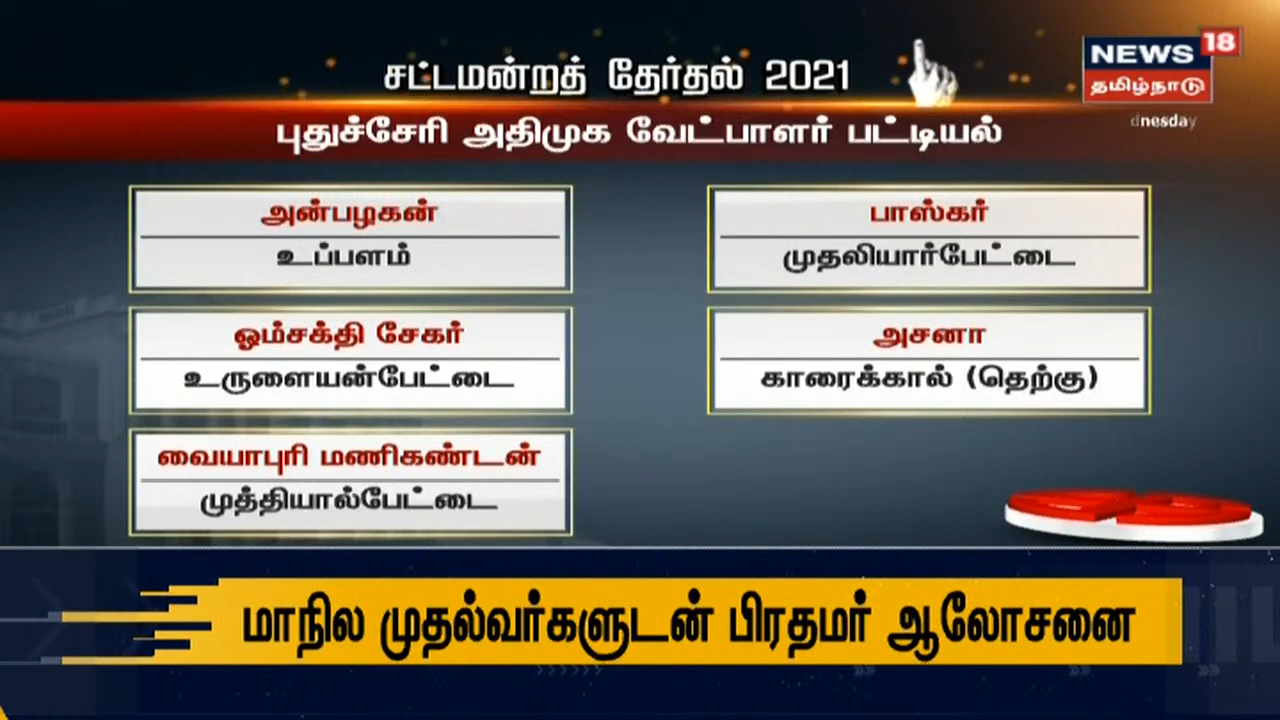 சட்டமன்றத் தேர்தல் 2021
NEWS 18
தமிழ்நாடு
dnesday
புதுச்சேரி அதிமுக வேட்பாளர் பட்டியல்
அன்பழகன்
உப்பளம்
பாஸ்கர்
முதலியார்பேட்டை
ஓம்சக்தி சேகர்
உருளையன்பேட்டை
அசனா
காரைக்கால் (தெற்கு)
வையாபுரி மணிகண்டன்
முத்தியால்பேட்டை
மாநில முதல்வர்களுடன் பிரதமர் ஆலோசனை